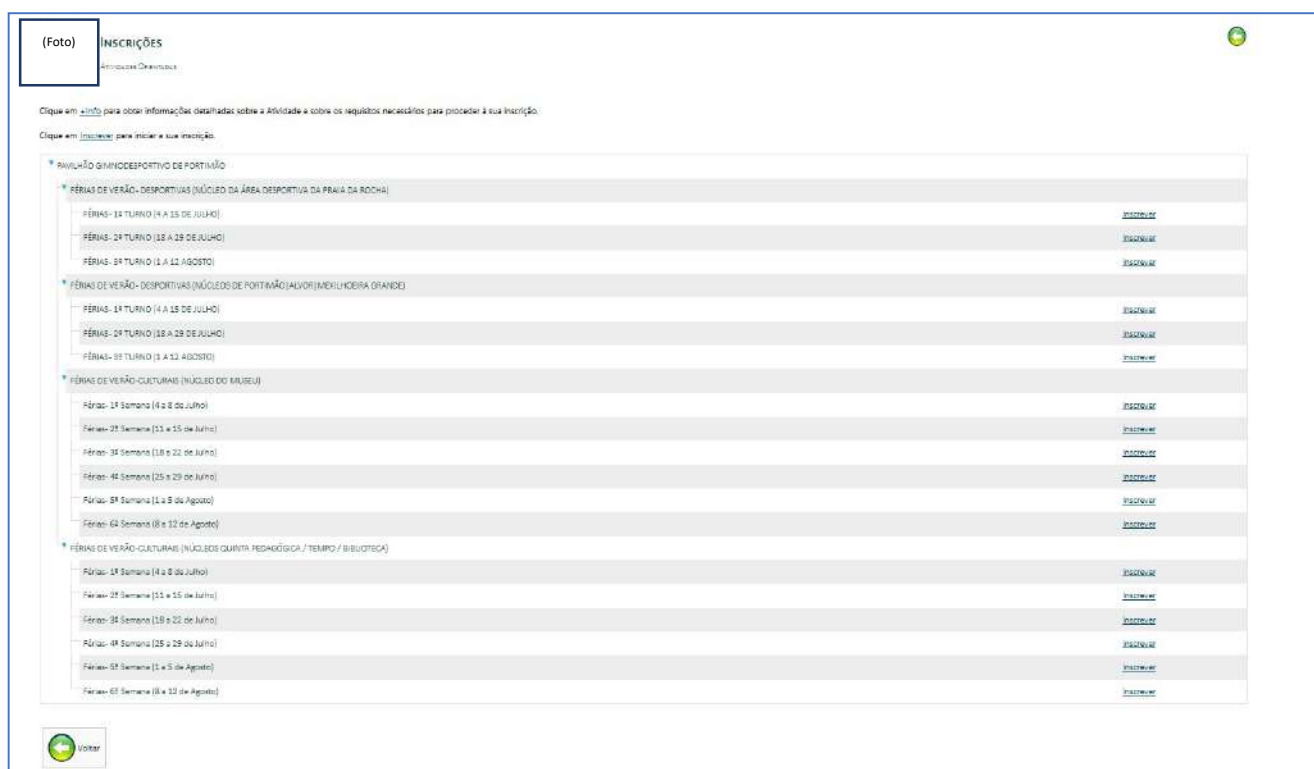 (Foto)
INSCRIÇÕES
ATIVIDADES ORIENTADAS
Clique em +Info para obter informações detalhadas sobre a Atividade e sobre os requisitos necessários para proceder à sua inscrição.
Clique em Inscrever para iniciar a sua inscrição.
PAVILHÃO GIMNODESPORTIVO DE PORTIMÃO
FÉRIAS DE VERÃO- DESPORTIVAS (NÚCLEO DA ÁREA DESPORTIVA DA PRAIA DA ROCHA)
FÉRIAS- 1º TURNO (4 A 15 DE JULHO) Inscrever
FÉRIAS- 2º TURNO (18 A 29 DE JULHO) Inscrever
FÉRIAS- 3º TURNO (1 A 12 AGOSTO) Inscrever
FÉRIAS DE VERÃO- DESPORTIVAS (NÚCLEOS DE PORTIMÃO|ALVOR|MEXILHOEIRA GRANDE)
FÉRIAS- 1º TURNO (4 A 15 DE JULHO) Inscrever
FÉRIAS- 2º TURNO (18 A 29 DE JULHO) Inscrever
FÉRIAS- 3º TURNO (1 A 12 AGOSTO) Inscrever
FÉRIAS DE VERÃO-CULTURAIS (NÚCLEO DO MUSEU)
Férias- 1ª Semana (4 a 8 de Julho) Inscrever
Férias- 2ª Semana (11 a 15 de Julho) Inscrever
Férias- 3ª Semana (18 a 22 de Julho) Inscrever
Férias- 4ª Semana (25 a 29 de Julho) Inscrever
Férias- 5ª Semana (1 a 5 de Agosto) Inscrever
Férias- 6ª Semana (8 a 12 de Agosto) Inscrever
FÉRIAS DE VERÃO-CULTURAIS (NÚCLEOS QUINTA PEDAGÓGICA / TEMPO / BIBLIOTECA)
Férias- 1ª Semana (4 a 8 de Julho) Inscrever
Férias- 2ª Semana (11 a 15 de Julho) Inscrever
Férias- 3ª Semana (18 a 22 de Julho) Inscrever
Férias- 4ª Semana (25 a 29 de Julho) Inscrever
Férias- 5ª Semana (1 a 5 de Agosto) Inscrever
Férias- 6ª Semana (8 a 12 de Agosto) Inscrever
Voltar